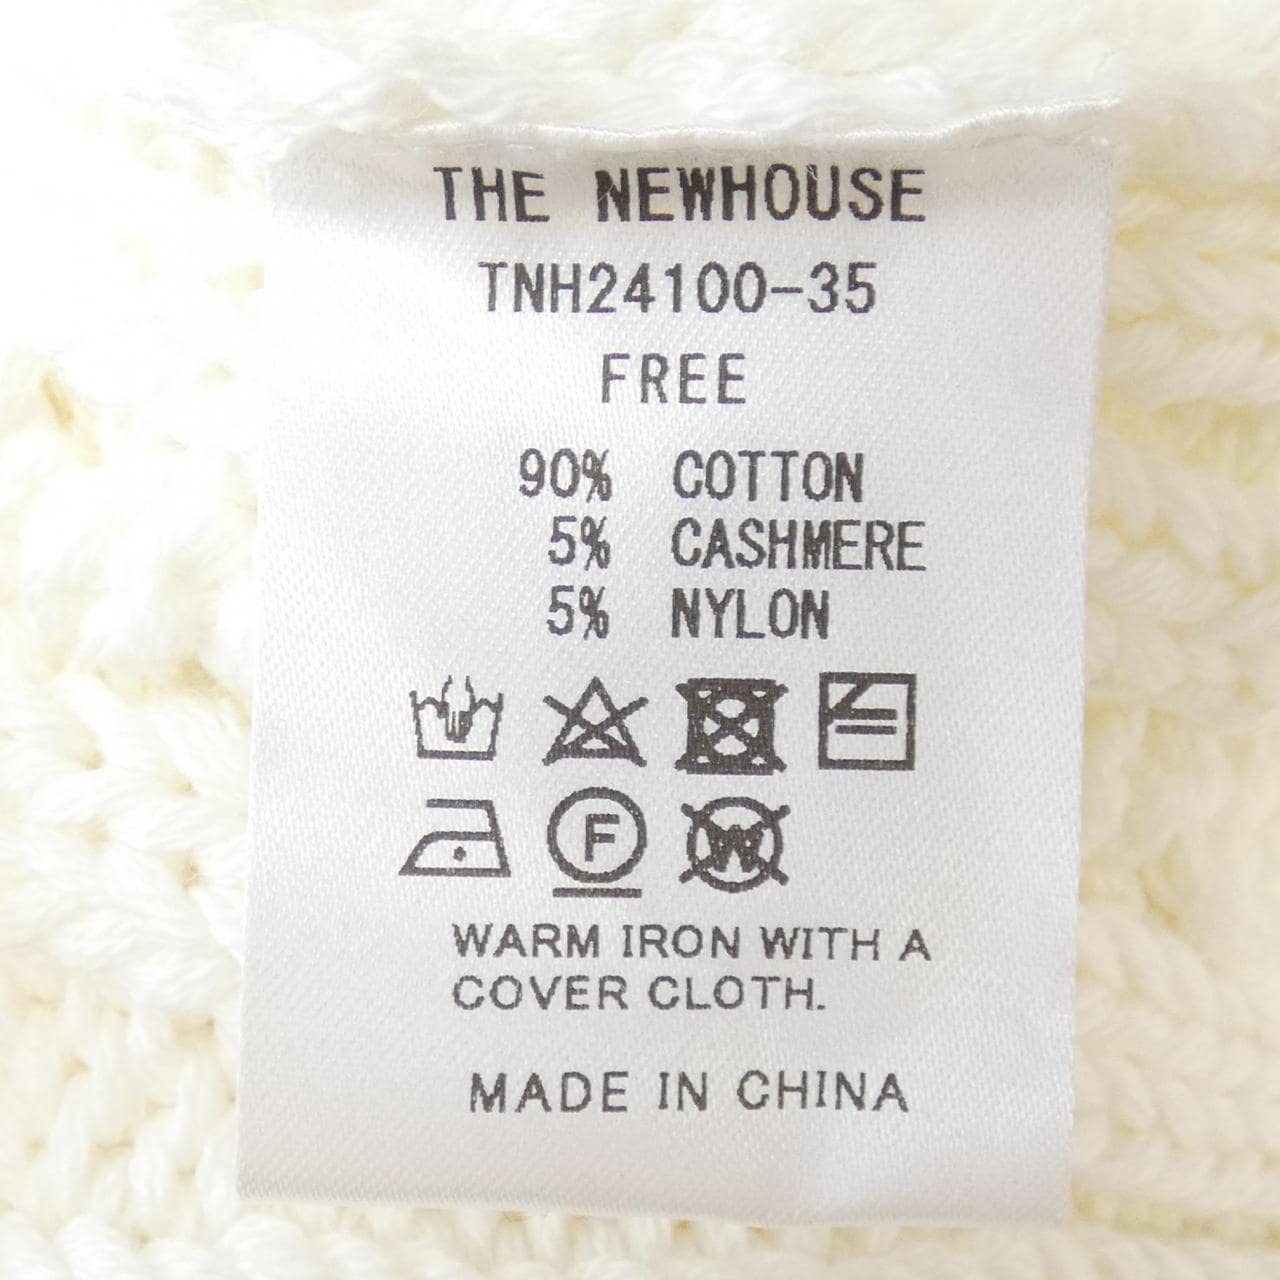 THE NEWHOUSE
TNH24100-35
FREE
90% COTTON
5% CASHMERE
5% NYLON
F W
WARM IRON WITH A
COVER CLOTH.
MADE IN CHINA